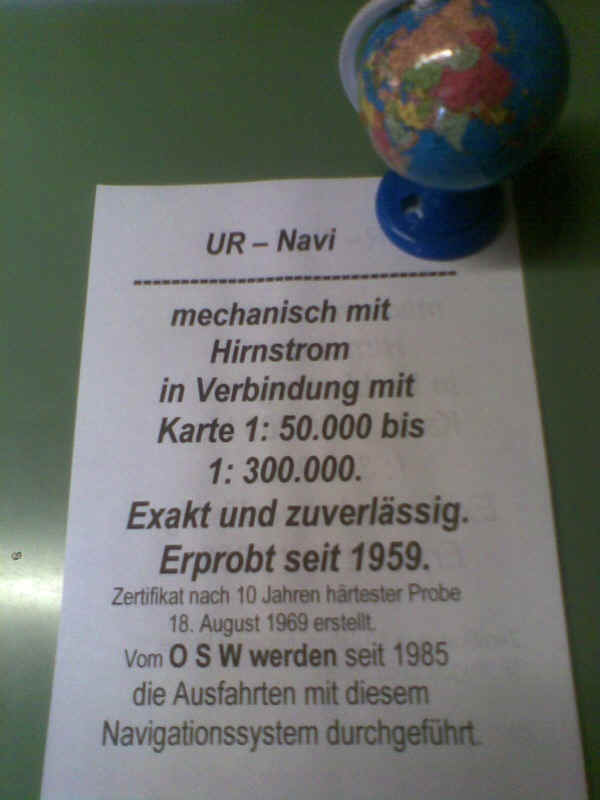 UR – Navi
---------------------------------
mechanisch mit
Hirnstrom
in Verbindung mit
Karte 1: 50.000 bis
1: 300.000.
Exakt und zuverlässig.
Erprobt seit 1959.
Zertifikat nach 10 Jahren härtester Probe
18. August 1969 erstellt.
Vom O S W werden seit 1985
die Ausfahrten mit diesem
Navigationssystem durchgeführt.